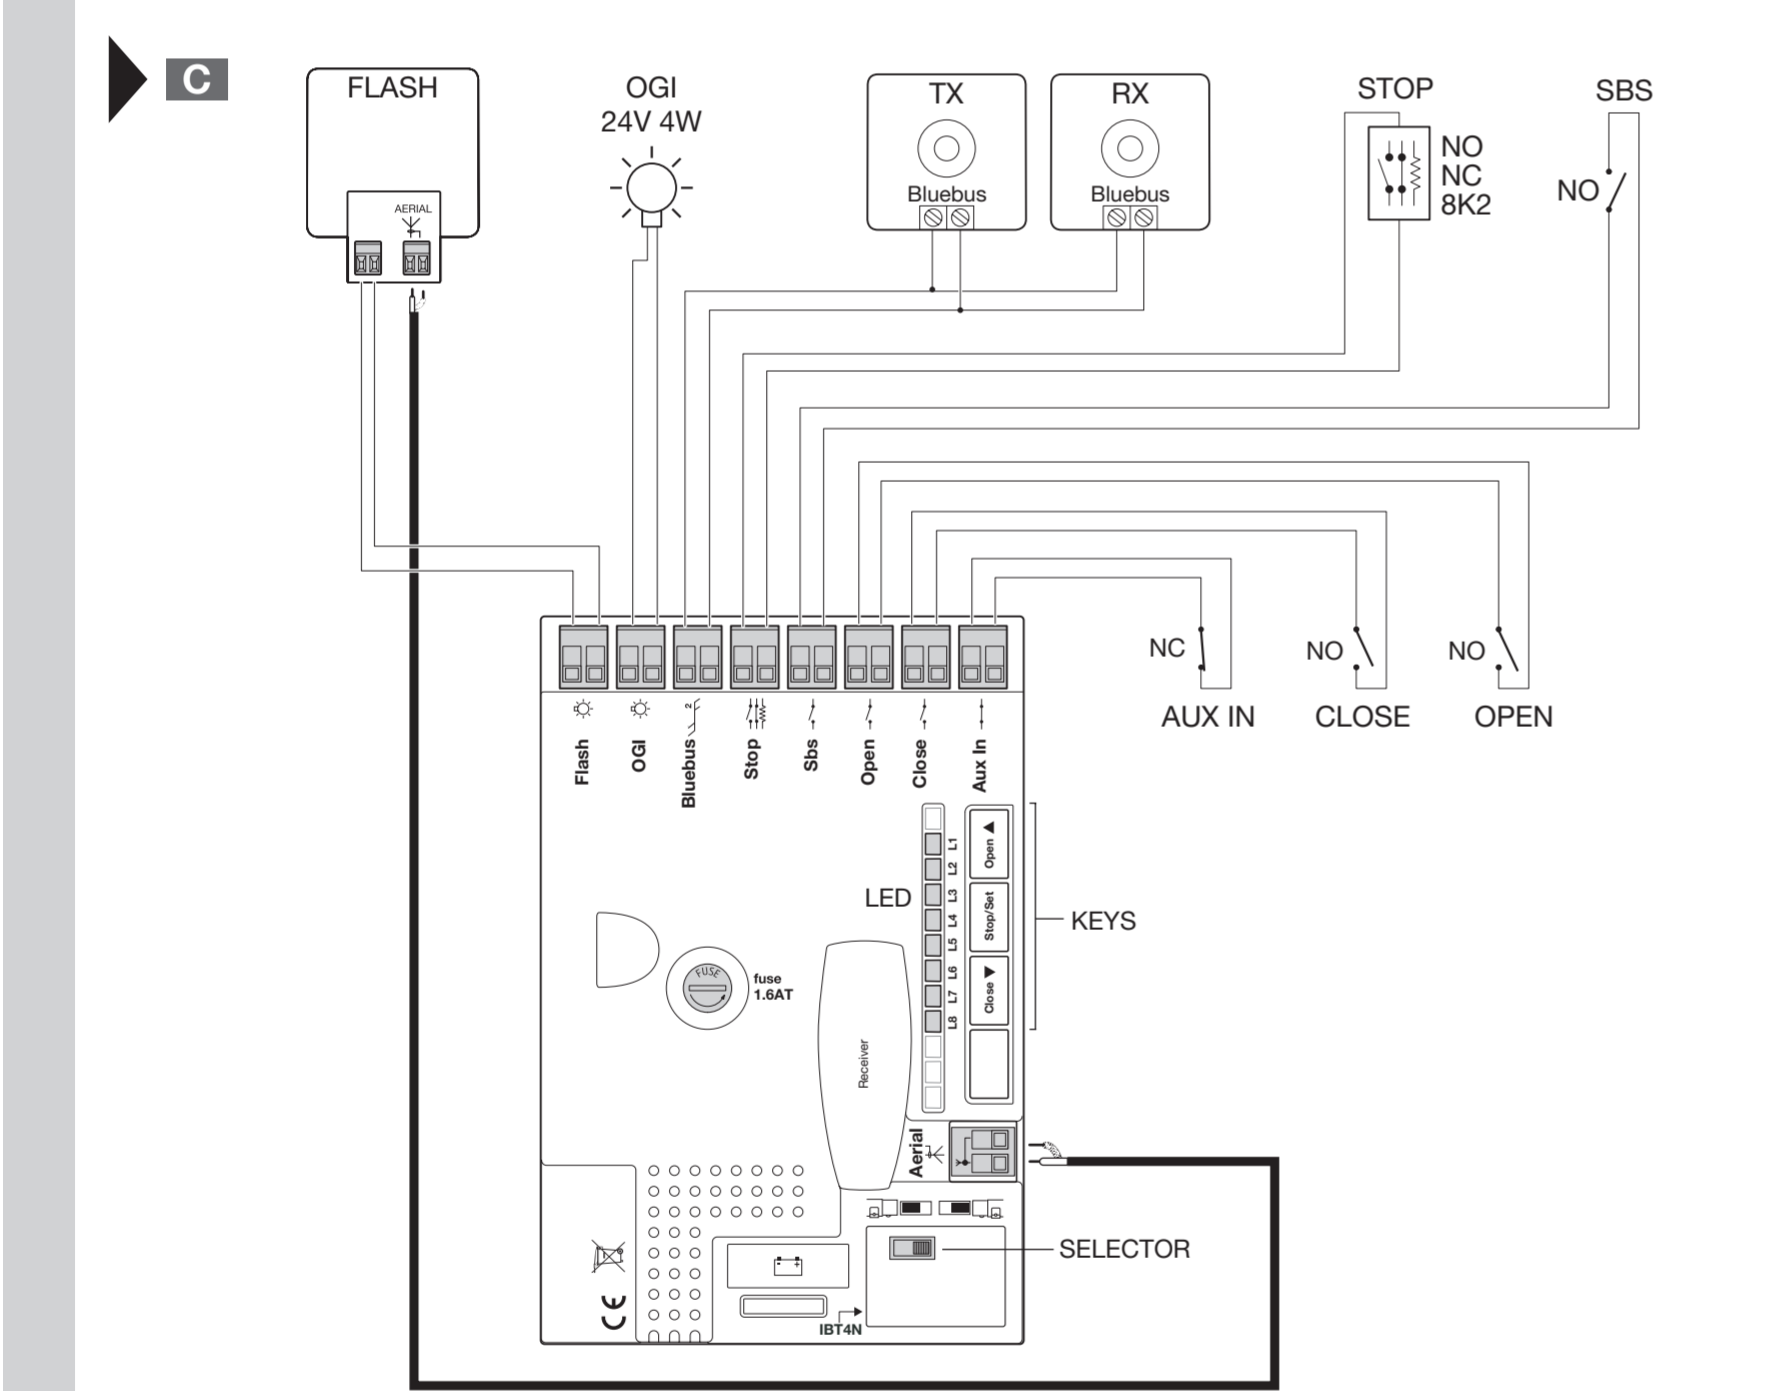 C
FLASH
AERIAL
OGI
24V 4W
TX
Bluebus
RX
Bluebus
STOP
NO
NC
8K2
SBS
NO
NC
AUX IN
NO
CLOSE
NO
OPEN
Flash
OGI
Bluebus
2
Stop
Sbs
Open
Close
Aux In
LED
L1
L2
L3
L4
L5
L6
L7
L8
Open ▲
Stop/Set
Close ▼
KEYS
FUSE
fuse
1.6AT
Receiver
Aerial
SELECTOR
- +
IBT4N
CE